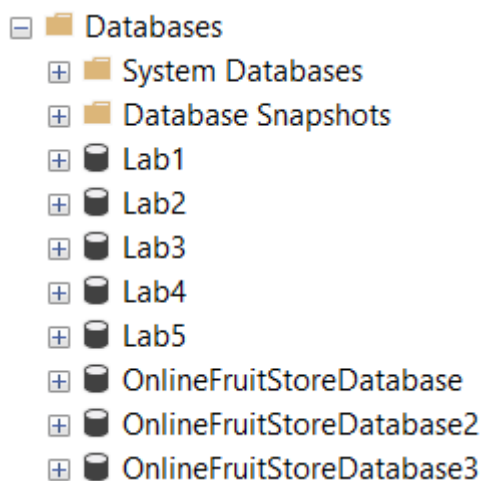 Databases
System Databases
Database Snapshots
Lab1
Lab2
Lab3
Lab4
Lab5
OnlineFruitStoreDatabase
OnlineFruitStoreDatabase2
OnlineFruitStoreDatabase3